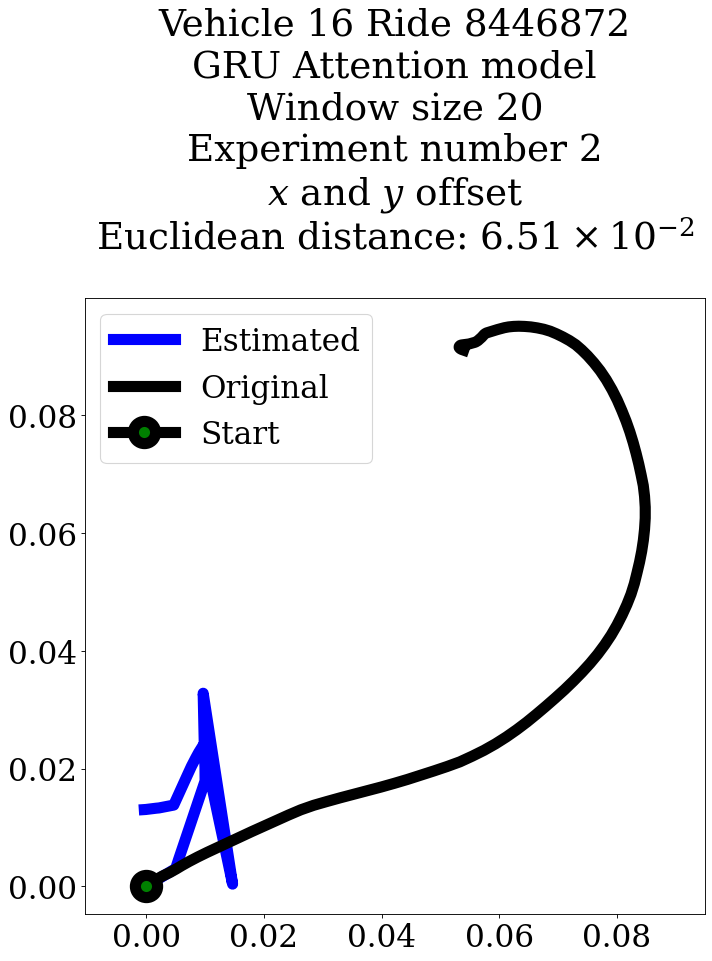 Vehicle 16 Ride 8446872
GRU Attention model
Window size 20
Experiment number 2
x and y offset
Euclidean distance: 6.51 × 10⁻²
Estimated
Original
Start
0.08
0.06
0.04
0.02
0.00
0.00 0.02 0.04 0.06 0.08